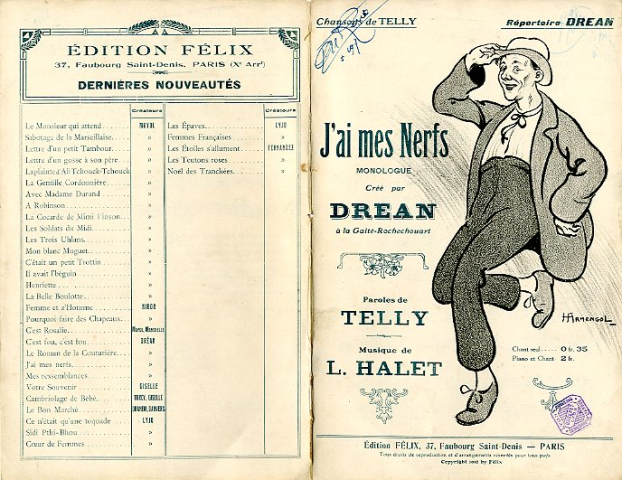 ÉDITION FÉLIX
37, Faubourg Saint-Denis, PARIS (Xe Arrt)
DERNIÈRES NOUVEAUTÉS
Créateurs
Le Monsieur qui attend MAYOL
Sabotage de la Marseillaise »
Lettre d'un petit Tambour »
Lettre d'un gosse à son père »
Laplainte d'Ali Tchouck-Tchouck »
La Gentille Cordonnière »
Avec Madame Durand »
A Robinson »
La Cocarde de Mimi Pinson »
Les Soldats du Midi »
Les Trois Uhlans »
Mon blanc Muguet »
C'était un petit Trottin »
Il avait l'béguin »
Henriette »
La Belle Boulotte »
Femme et a'Homme
Pourquoi faire des Chapeaux »
C'est Rosalie
C'est fou, c'est fou DRÉAN
Le Roman de la Couturière »
J'ai mes nerfs »
Mes ressemblances »
Votre Souvenir GISELLE
Cambriolage de Bébé GISELLE
Le Bon Marché
Ce n'était qu'une toquade LYJO
Sidi Pthi-Bhou »
Cœur de Femmes »
Créateurs
Les Épaves LYJO
Femmes Françaises »
Les Étoiles s'allument FERNANDEZ
Les Teutons roses »
Noël des Tranchées »
Chansons de TELLY
Répertoire DREAN
J'ai mes Nerfs
MONOLOGUE
Créé par
DREAN
à la Gaîté-Rochechouart
Paroles de
TELLY
Musique de
L. HALET
H ARMENGOL
Chant seul 0 fr. 35
Piano et Chant 2 fr.
Édition FÉLIX, 37, Faubourg Saint-Denis — PARIS
Tous droits de reproduction et d'arrangements réservés pour tous pays
Copyright by Félix